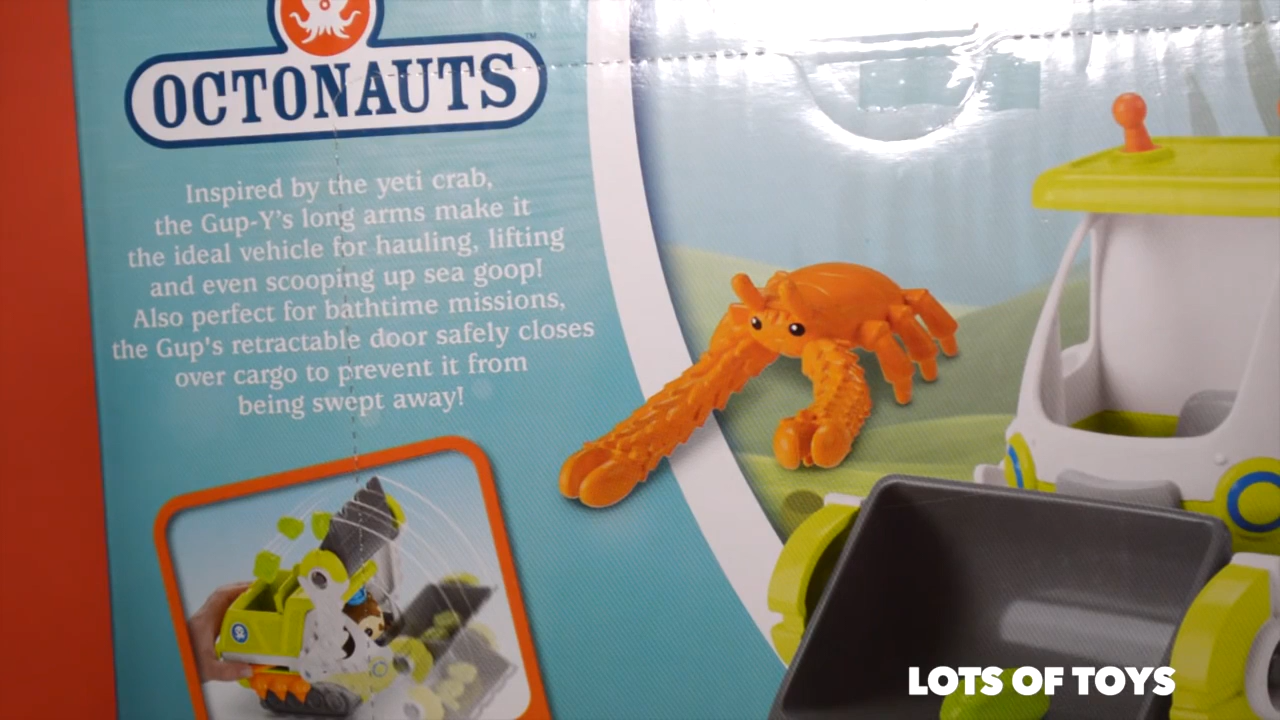 OCTONAUTS™
Inspired by the yeti crab,
the Gup-Y's long arms make it
the ideal vehicle for hauling, lifting
and even scooping up sea goop!
Also perfect for bathtime missions,
the Gup's retractable door safely closes
over cargo to prevent it from
being swept away!
LOTS OF TOYS